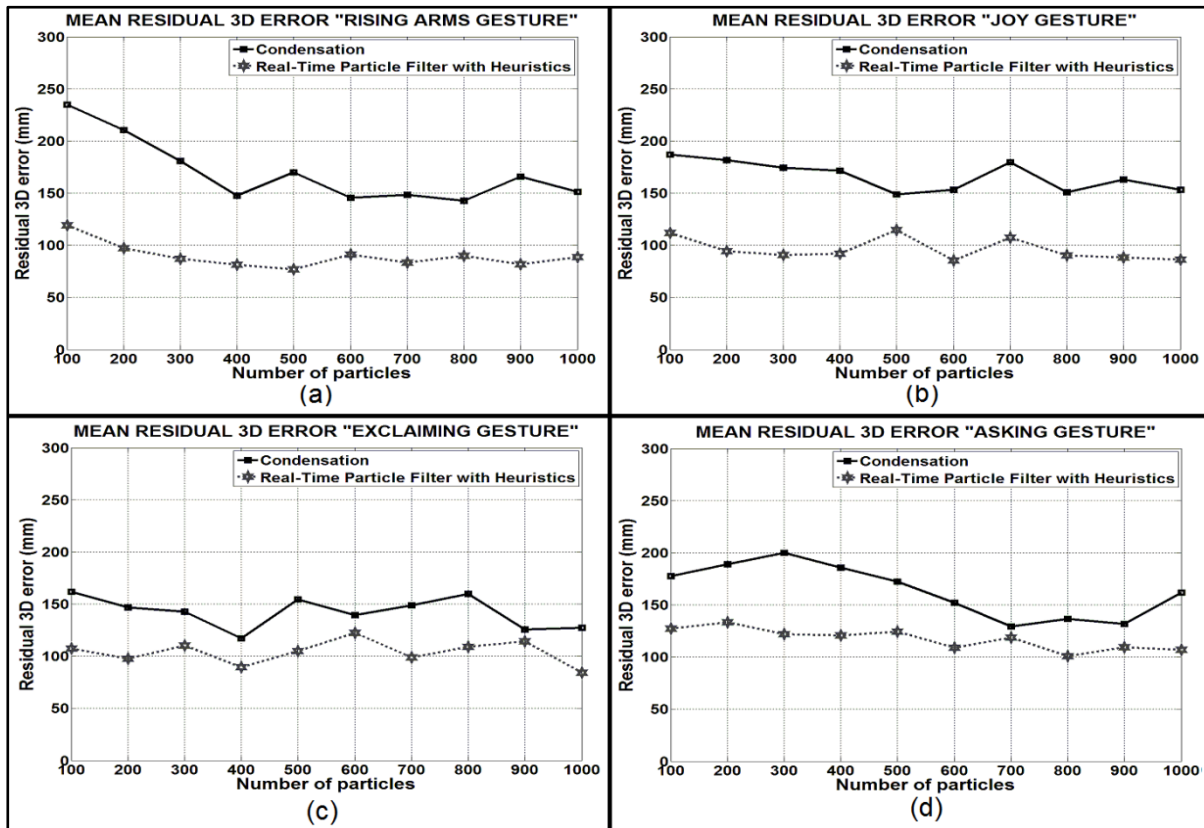 MEAN RESIDUAL 3D ERROR "RISING ARMS GESTURE"
Condensation
Real-Time Particle Filter with Heuristics
Residual 3D error (mm)
300
250
200
150
100
50
0
100 200 300 400 500 600 700 800 900 1000
Number of particles
(a)
MEAN RESIDUAL 3D ERROR "JOY GESTURE"
Condensation
Real-Time Particle Filter with Heuristics
Residual 3D error (mm)
300
250
200
150
100
50
0
100 200 300 400 500 600 700 800 900 1000
Number of particles
(b)
MEAN RESIDUAL 3D ERROR "EXCLAIMING GESTURE"
Condensation
Real-Time Particle Filter with Heuristics
Residual 3D error (mm)
300
250
200
150
100
50
0
100 200 300 400 500 600 700 800 900 1000
Number of particles
(c)
MEAN RESIDUAL 3D ERROR "ASKING GESTURE"
Condensation
Real-Time Particle Filter with Heuristics
Residual 3D error (mm)
300
250
200
150
100
50
0
100 200 300 400 500 600 700 800 900 1000
Number of particles
(d)